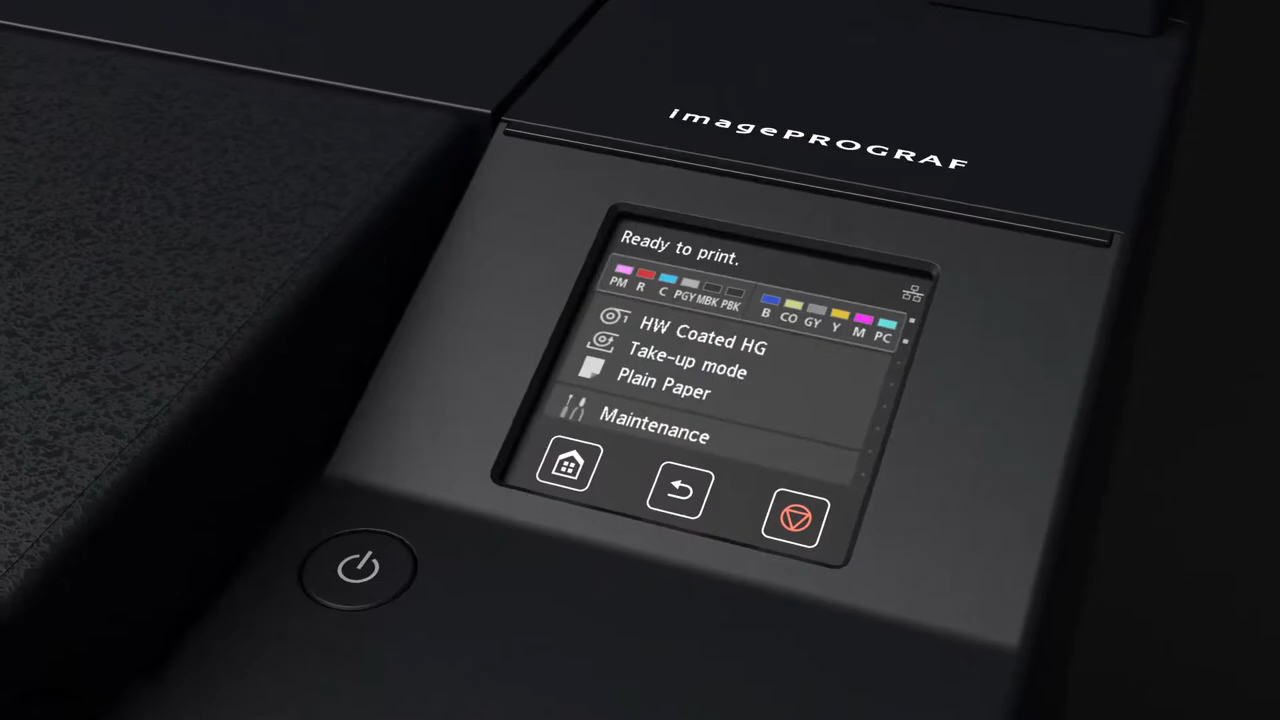 imagePROGRAF
Ready to print.
PM R C PGY MBK PBK B CO GY Y M PC
1 HW Coated HG
Take-up mode
Plain Paper
Maintenance